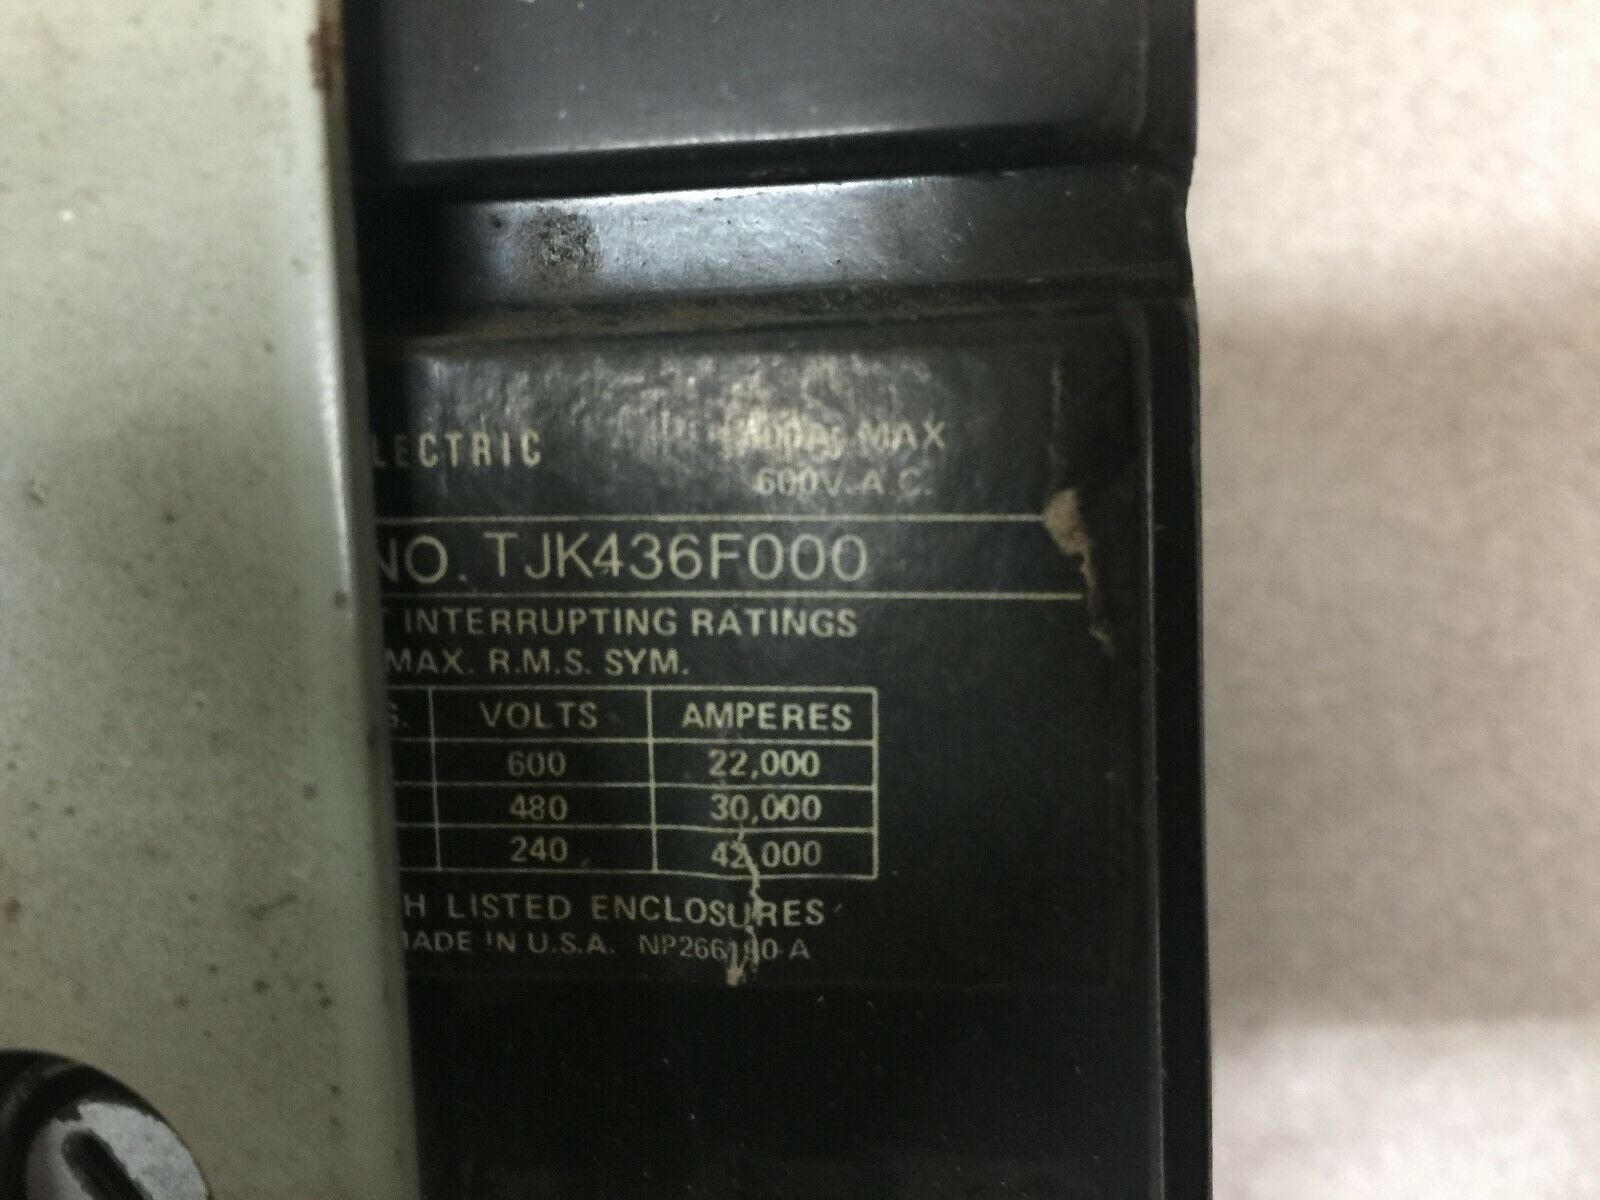 LECTRIC MAX
600V. A.C.
NO. TJK436F000
T INTERRUPTING RATINGS
MAX. R.M.S. SYM.
S. VOLTS AMPERES
600 22,000
480 30,000
240 42,000
H LISTED ENCLOSURES
MADE IN U.S.A.